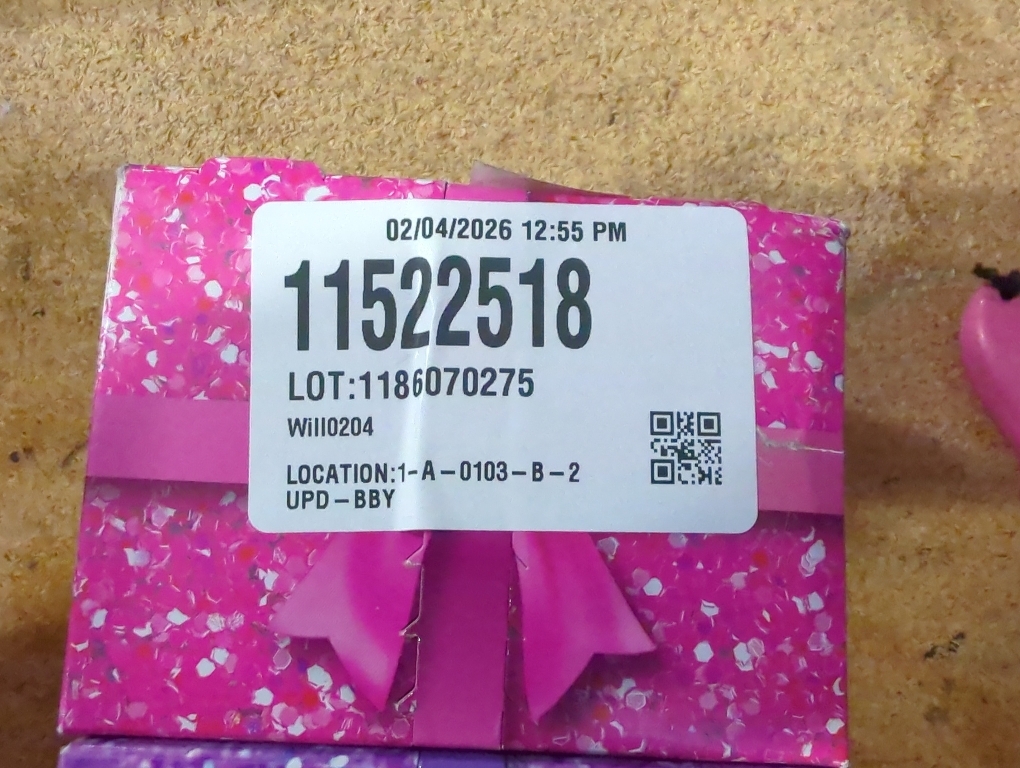 02/04/2026 12:55 PM
11522518
LOT:1186070275
Will0204
LOCATION:1-A-0103-B-2
UPD-BBY